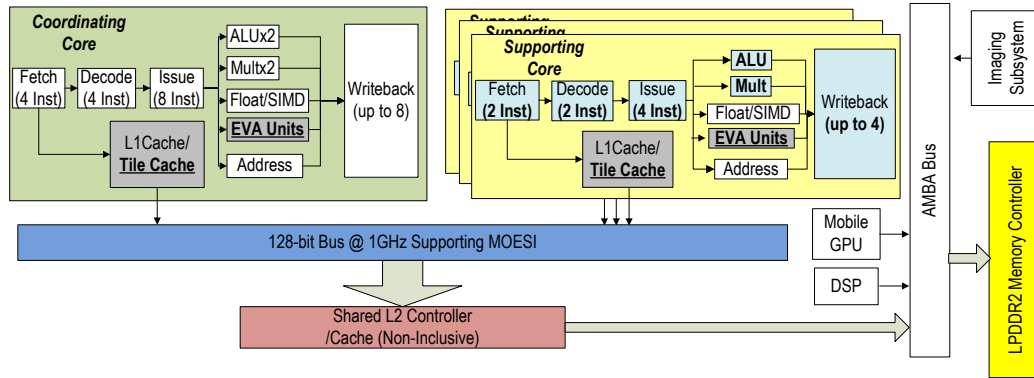 Coordinating
Core
Fetch
(4 Inst)
Decode
(4 Inst)
Issue
(8 Inst)
ALUx2
Multx2
Float/SIMD
EVA Units
Address
Writeback
(up to 8)
L1Cache/
Tile Cache
Supporting
Supporting
Supporting
Core
Fetch
(2 Inst)
Decode
(2 Inst)
Issue
(4 Inst)
ALU
Mult
Float/SIMD
EVA Units
Address
Writeback
(up to 4)
L1Cache/
Tile Cache
128-bit Bus @ 1GHz Supporting MOESI
Shared L2 Controller
/Cache (Non-Inclusive)
Mobile
GPU
DSP
AMBA Bus
Imaging
Subsystem
LPDDR2 Memory Controller